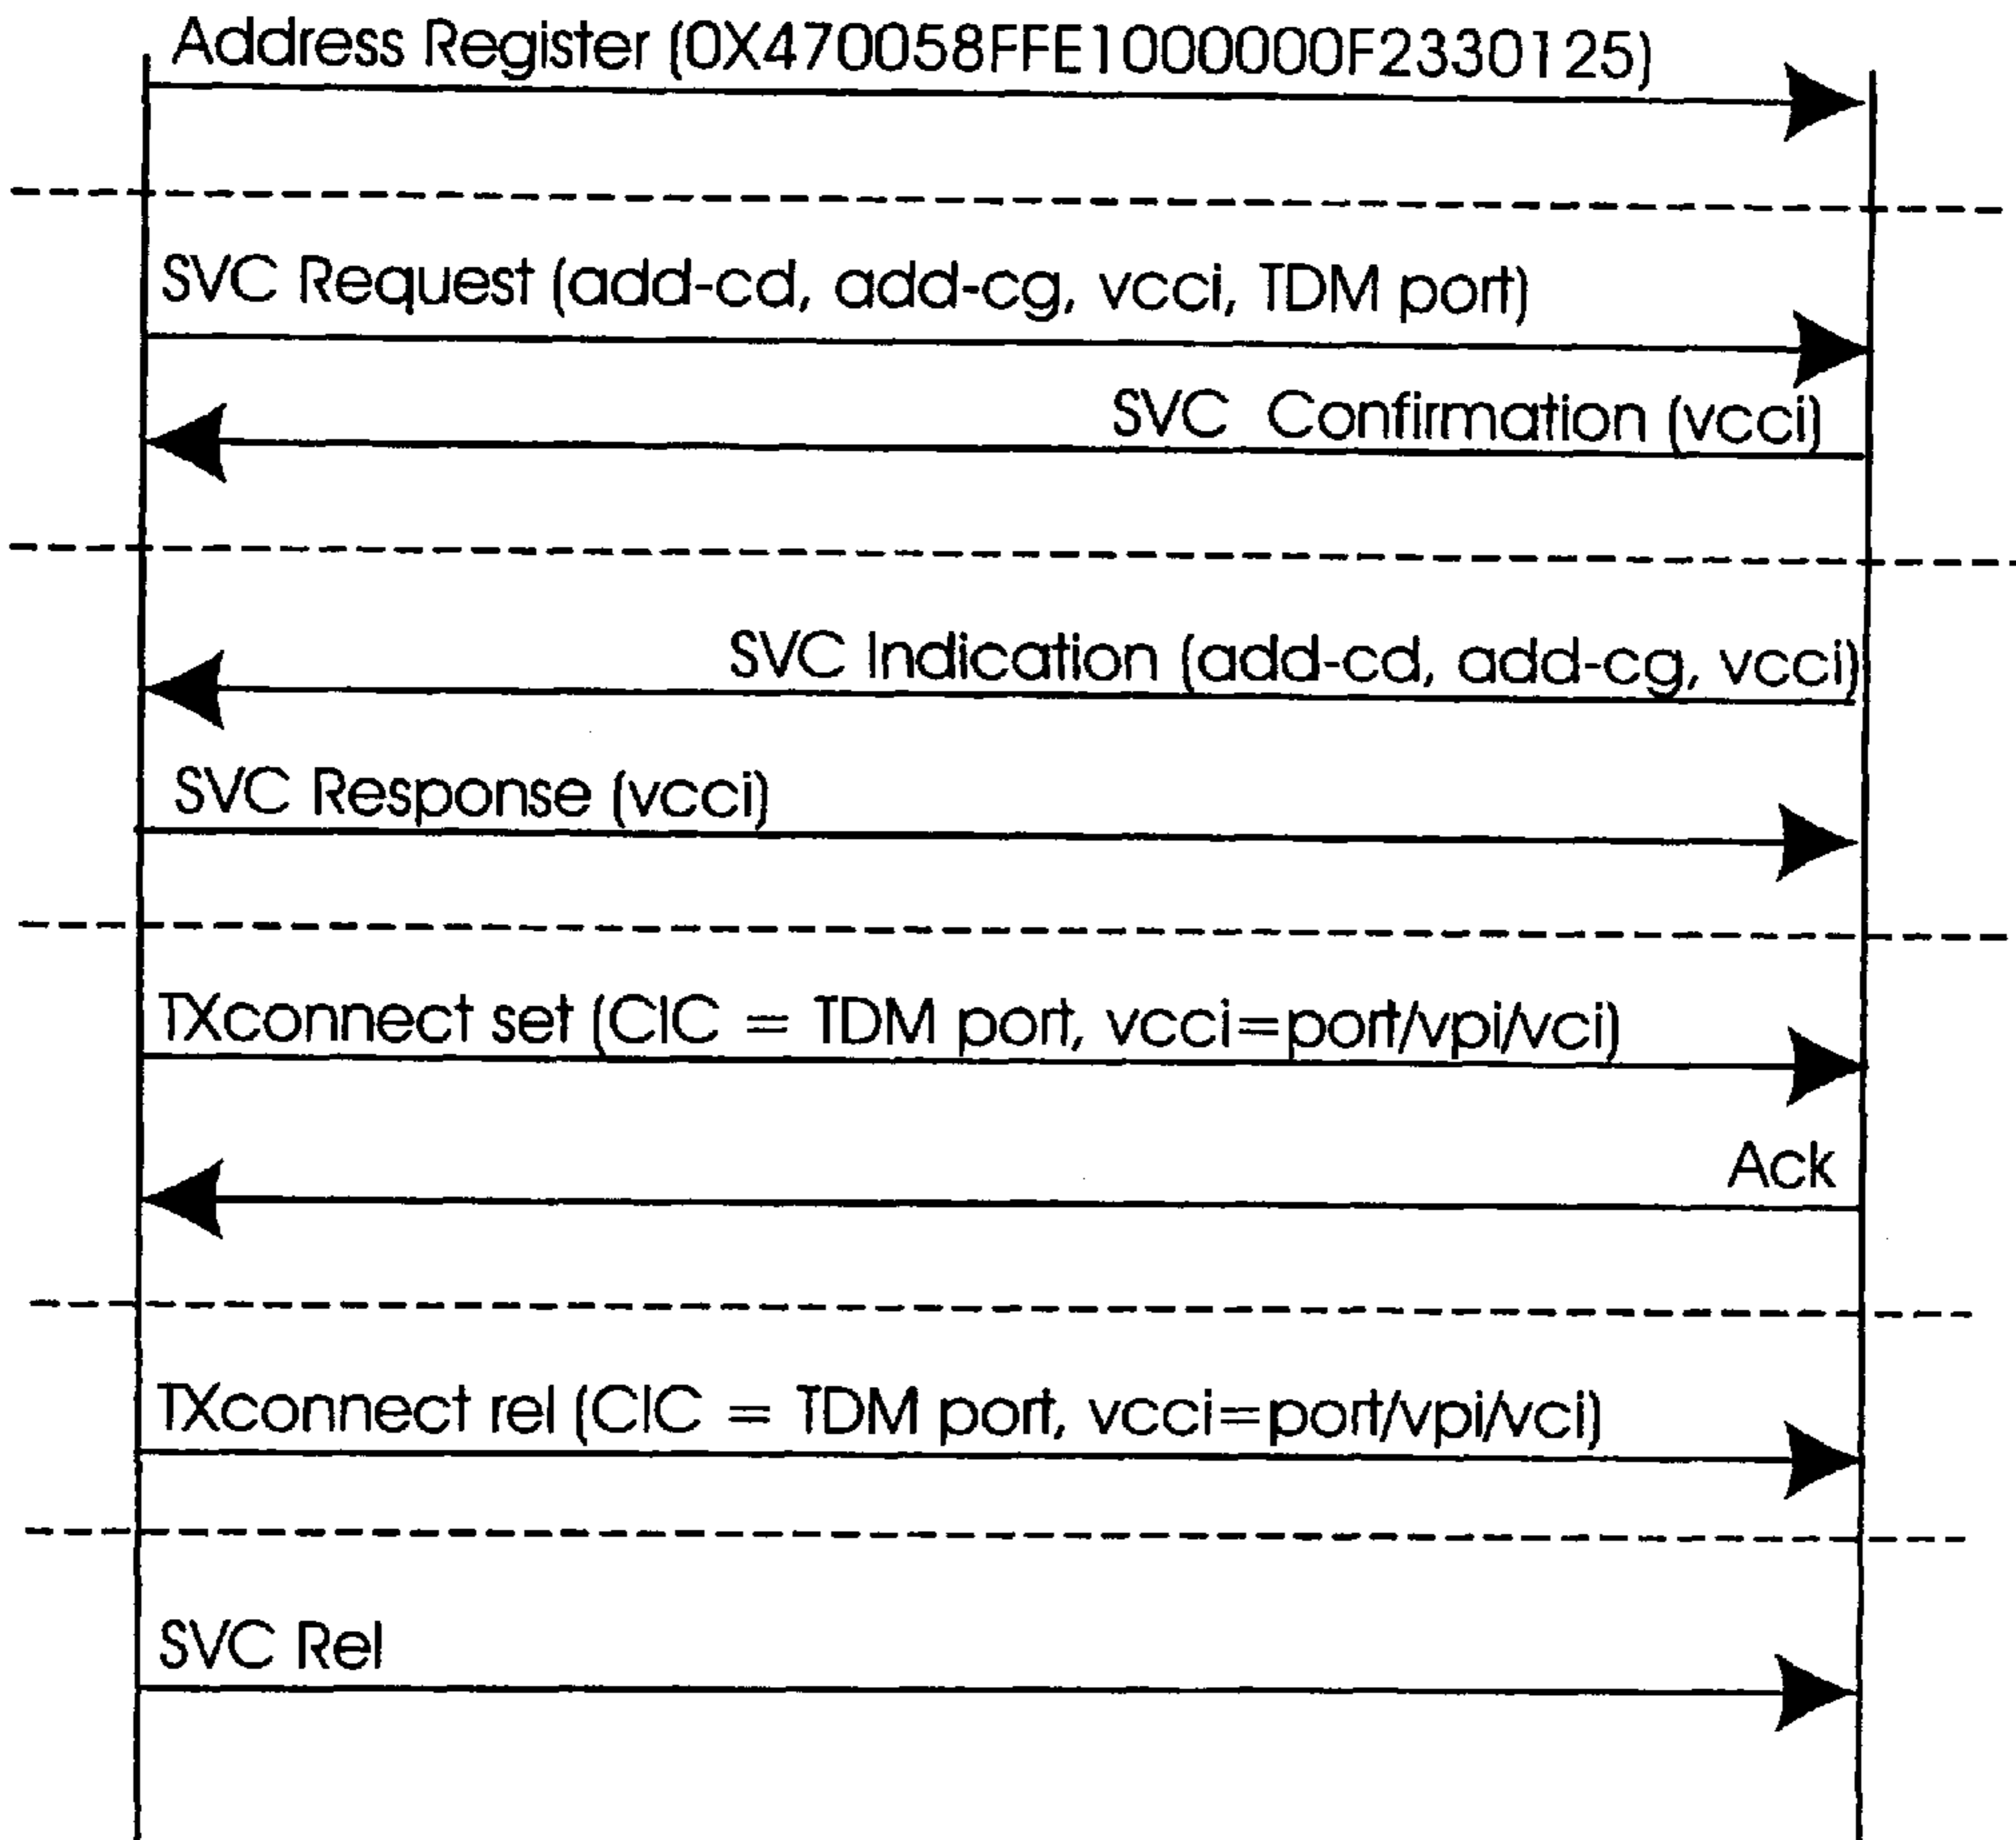 Address Register (0X470058FFE1000000F2330125)
SVC Request (add-cd, add-cg, vcci, TDM port)
SVC Confirmation (vcci)
SVC Indication (add-cd, add-cg, vcci)
SVC Response (vcci)
TXconnect set (CIC = TDM port, vcci=port/vpi/vci)
Ack
TXconnect rel (CIC = TDM port, vcci=port/vpi/vci)
SVC Rel